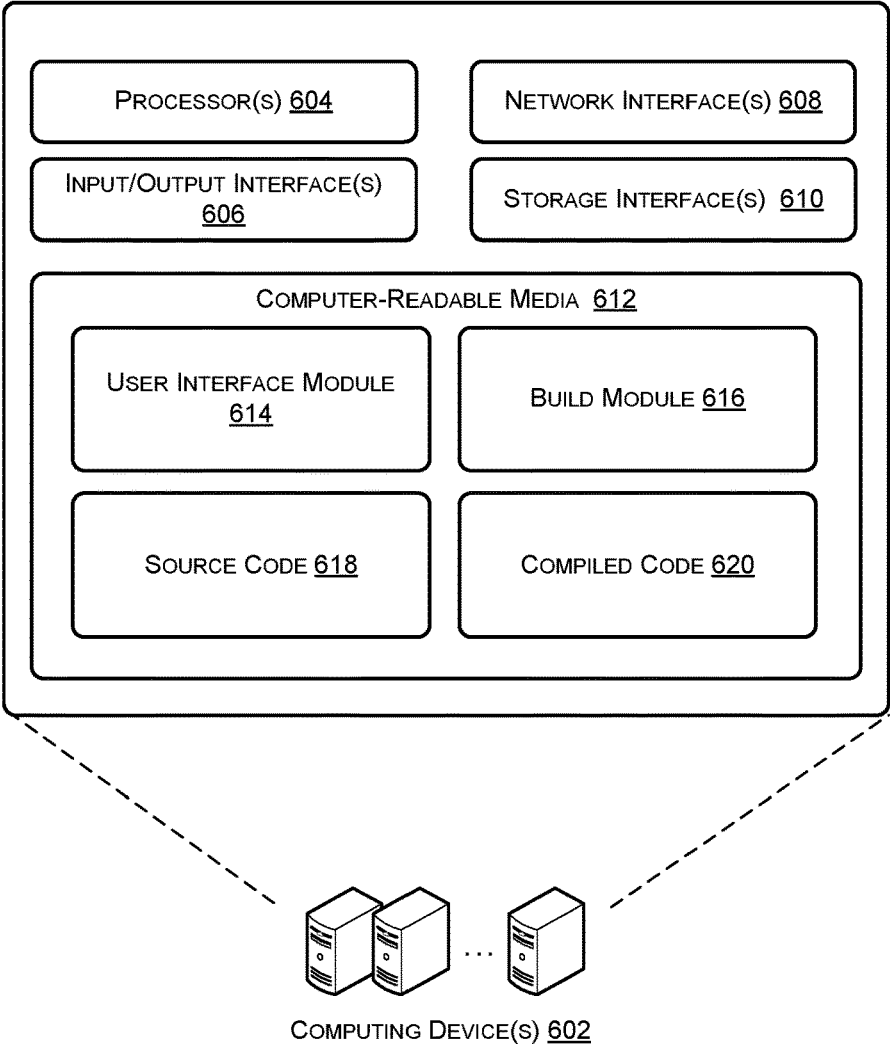 PROCESSOR(S) 604
NETWORK INTERFACE(S) 608
INPUT/OUTPUT INTERFACE(S)
606
STORAGE INTERFACE(S) 610
COMPUTER-READABLE MEDIA 612
USER INTERFACE MODULE
614
BUILD MODULE 616
SOURCE CODE 618
COMPILED CODE 620
...
COMPUTING DEVICE(S) 602